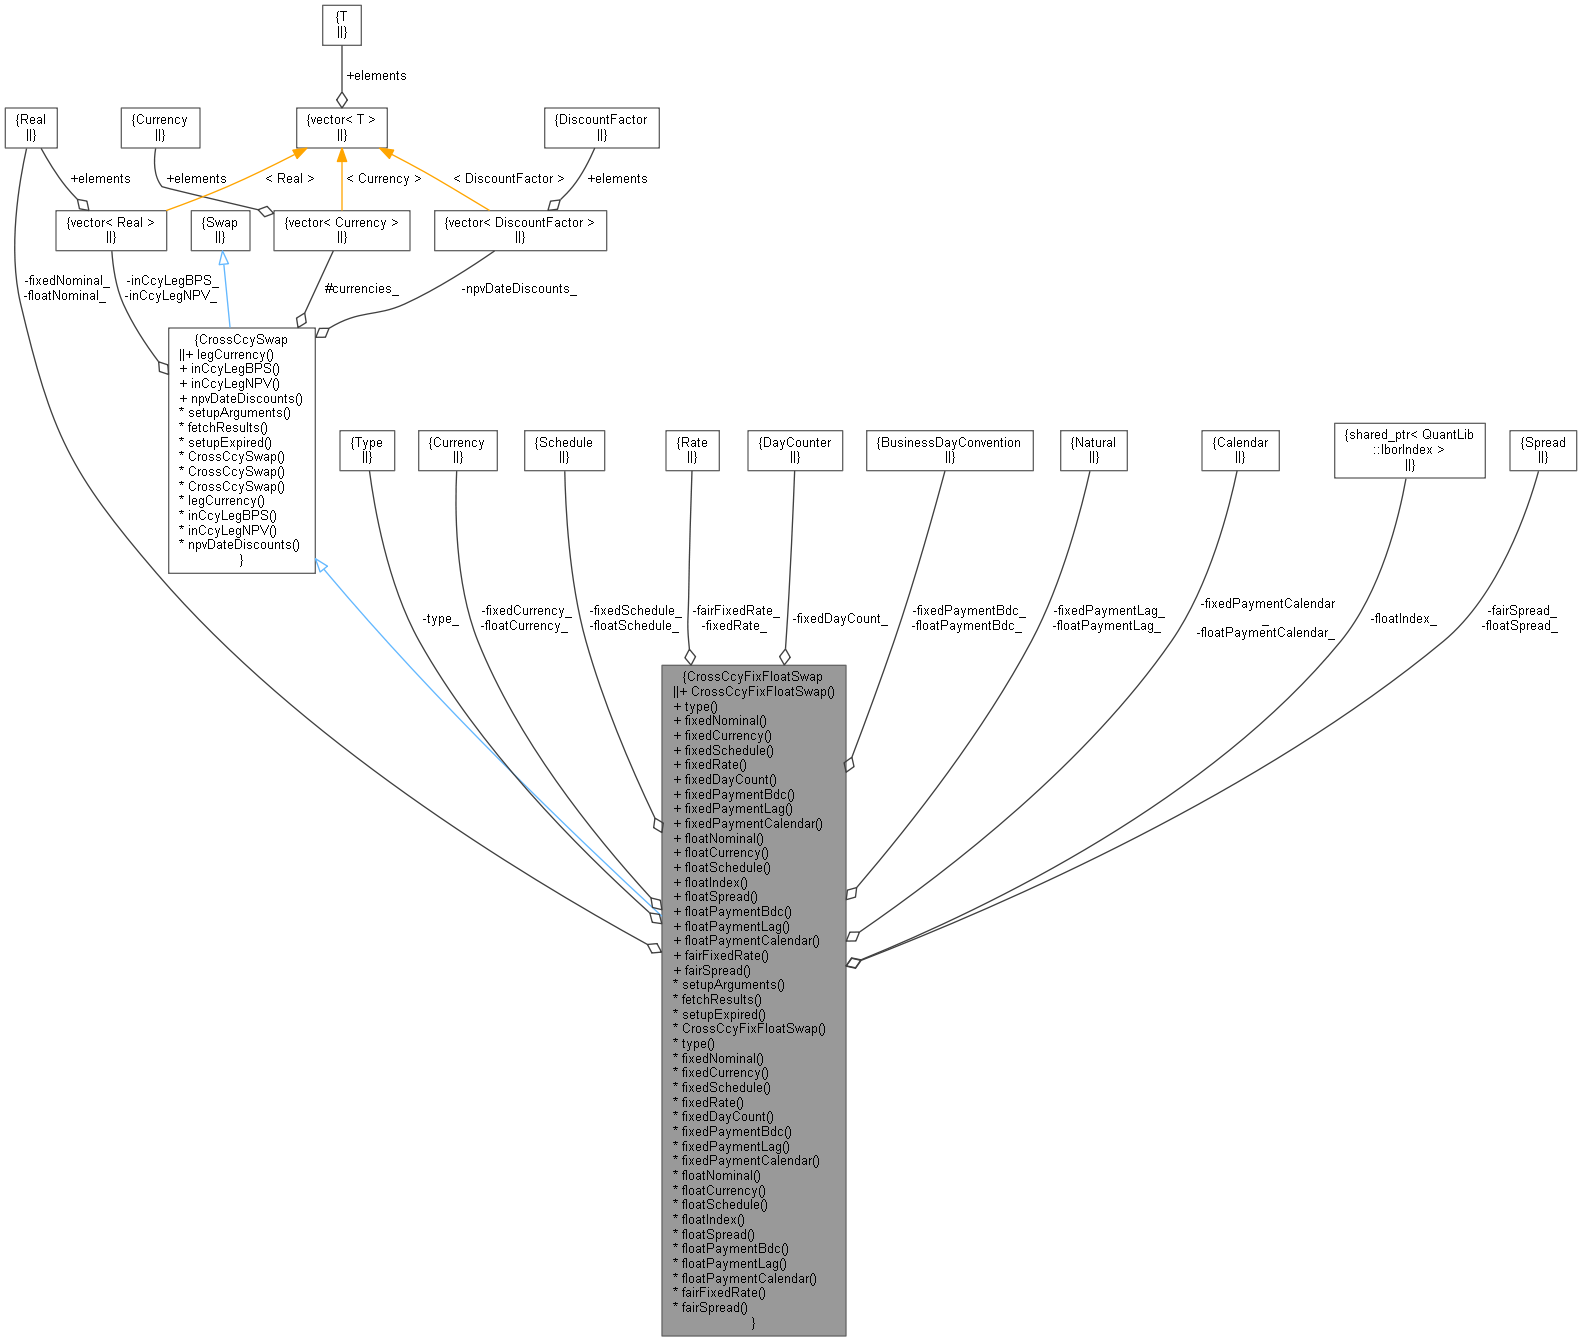 {T
||}
+elements
{Real
||}
{Currency
||}
{vector< T >
||}
{DiscountFactor
||}
+elements
+elements
< Real >
< Currency >
< DiscountFactor >
+elements
{vector< Real >
||}
{Swap
||}
{vector< Currency >
||}
{vector< DiscountFactor >
||}
-fixedNominal_
-floatNominal_
-inCcyLegBPS_
-inCcyLegNPV_
#currencies_
-npvDateDiscounts_
{CrossCcySwap
||+ legCurrency()
+ inCcyLegBPS()
+ inCcyLegNPV()
+ npvDateDiscounts()
* setupArguments()
* fetchResults()
* setupExpired()
* CrossCcySwap()
* CrossCcySwap()
* CrossCcySwap()
* legCurrency()
* inCcyLegBPS()
* inCcyLegNPV()
* npvDateDiscounts()
}
{Type
||}
{Currency
||}
{Schedule
||}
{Rate
||}
{DayCounter
||}
{BusinessDayConvention
||}
{Natural
||}
{Calendar
||}
{shared_ptr< QuantLib
::IborIndex >
||}
{Spread
||}
-type_
-fixedCurrency_
-floatCurrency_
-fixedSchedule_
-floatSchedule_
-fairFixedRate_
-fixedRate_
-fixedDayCount_
-fixedPaymentBdc_
-floatPaymentBdc_
-fixedPaymentLag_
-floatPaymentLag_
-fixedPaymentCalendar
_
-floatPaymentCalendar_
-floatIndex_
-fairSpread_
-floatSpread_
{CrossCcyFixFloatSwap
||+ CrossCcyFixFloatSwap()
+ type()
+ fixedNominal()
+ fixedCurrency()
+ fixedSchedule()
+ fixedRate()
+ fixedDayCount()
+ fixedPaymentBdc()
+ fixedPaymentLag()
+ fixedPaymentCalendar()
+ floatNominal()
+ floatCurrency()
+ floatSchedule()
+ floatIndex()
+ floatSpread()
+ floatPaymentBdc()
+ floatPaymentLag()
+ floatPaymentCalendar()
+ fairFixedRate()
+ fairSpread()
* setupArguments()
* fetchResults()
* setupExpired()
* CrossCcyFixFloatSwap()
* type()
* fixedNominal()
* fixedCurrency()
* fixedSchedule()
* fixedRate()
* fixedDayCount()
* fixedPaymentBdc()
* fixedPaymentLag()
* fixedPaymentCalendar()
* floatNominal()
* floatCurrency()
* floatSchedule()
* floatIndex()
* floatSpread()
* floatPaymentBdc()
* floatPaymentLag()
* floatPaymentCalendar()
* fairFixedRate()
* fairSpread()
}